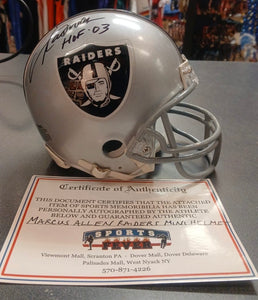 HOF-03
RAIDERS
Certificate of Authenticity
THIS DOCUMENT CERTIFIES THAT THE ATTACHED
ITEM OF SPORTS MEMORIBILIA HAS BEEN
PERSONALLY AUTOGRAPHED BY THE ATHLETE
BELOW AND GUARANTEED AUTHENTIC
MARCUS ALLEN RAIDERS MINI HELMET
SPORTS
FEVER
Viewmont Mall, Scranton PA - Dover Mall, Dover Delaware
Palisades Mall, West Nyack NY
570-871-4226